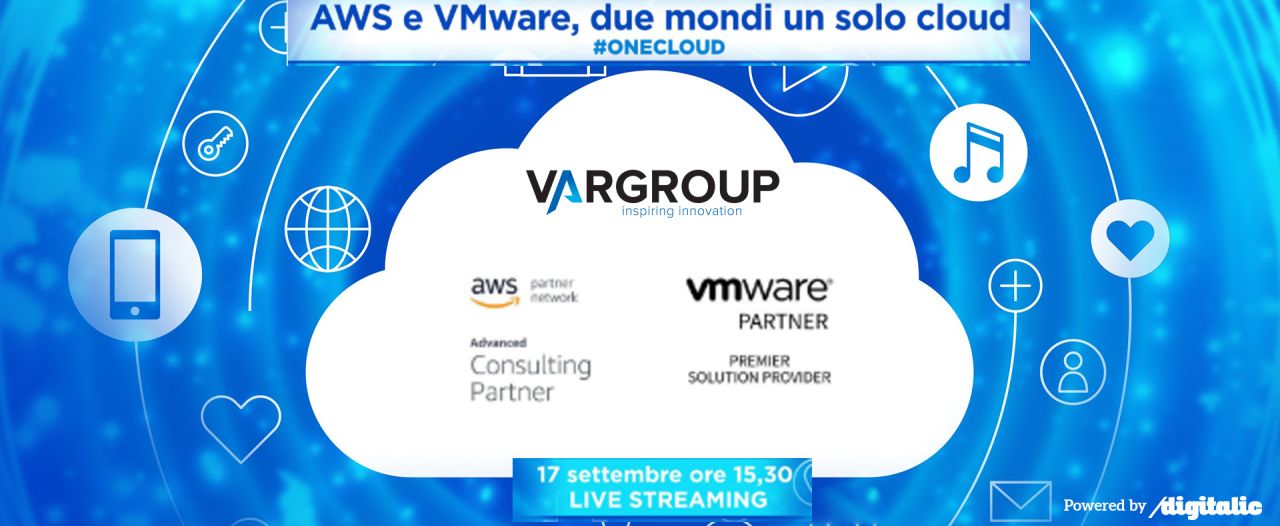 AWS e VMware, due mondi un solo cloud
#ONECLOUD
VARGROUP
inspiring innovation
aws partner network
Advanced
Consulting
Partner
vmware®
PARTNER
PREMIER
SOLUTION PROVIDER
17 settembre ore 15,30
LIVE STREAMING
Powered by digitalic